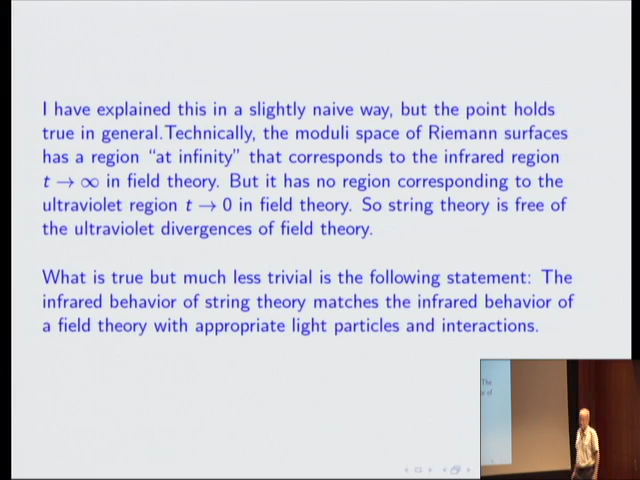 I have explained this in a slightly naive way, but the point holds
true in general.Technically, the moduli space of Riemann surfaces
has a region “at infinity” that corresponds to the infrared region
t → ∞ in field theory. But it has no region corresponding to the
ultraviolet region t → 0 in field theory. So string theory is free of
the ultraviolet divergences of field theory.
What is true but much less trivial is the following statement: The
infrared behavior of string theory matches the infrared behavior of
a field theory with appropriate light particles and interactions.
The
or of